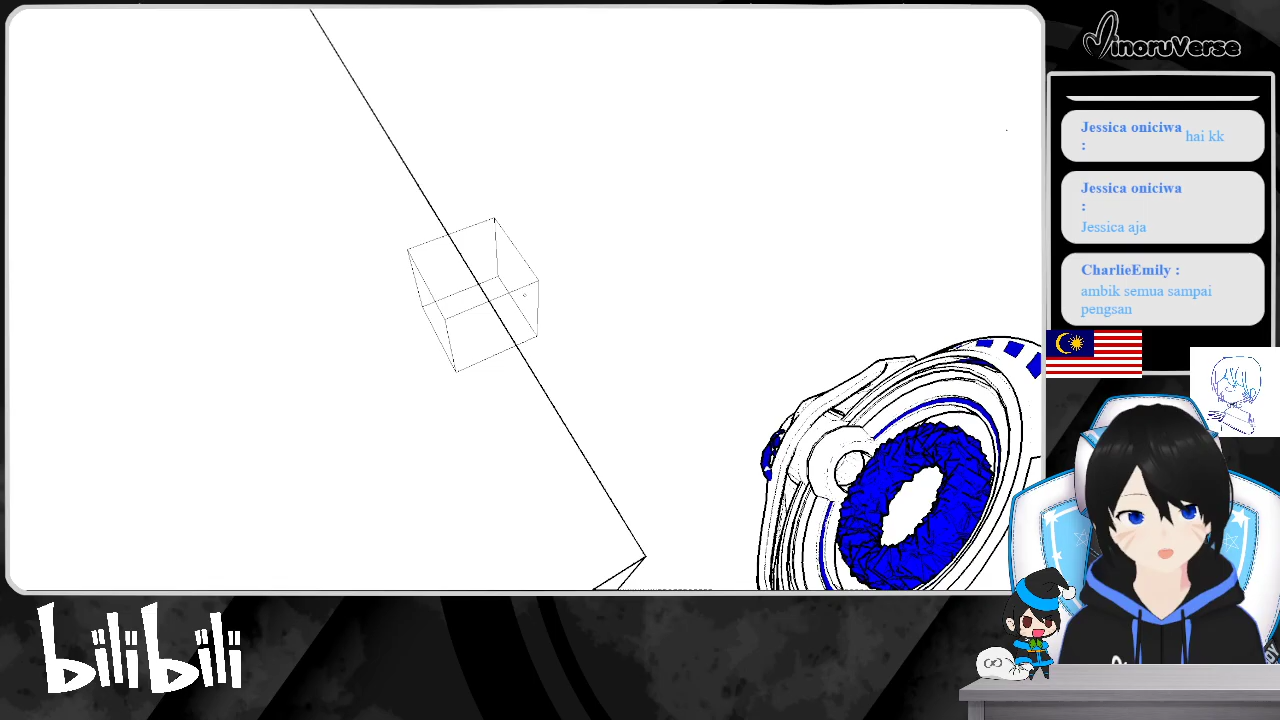 MinoruVerse
Jessica oniciwa
: hai kk
Jessica oniciwa
:
Jessica aja
CharlieEmily :
ambik semua sampai
pengsan
bilibili